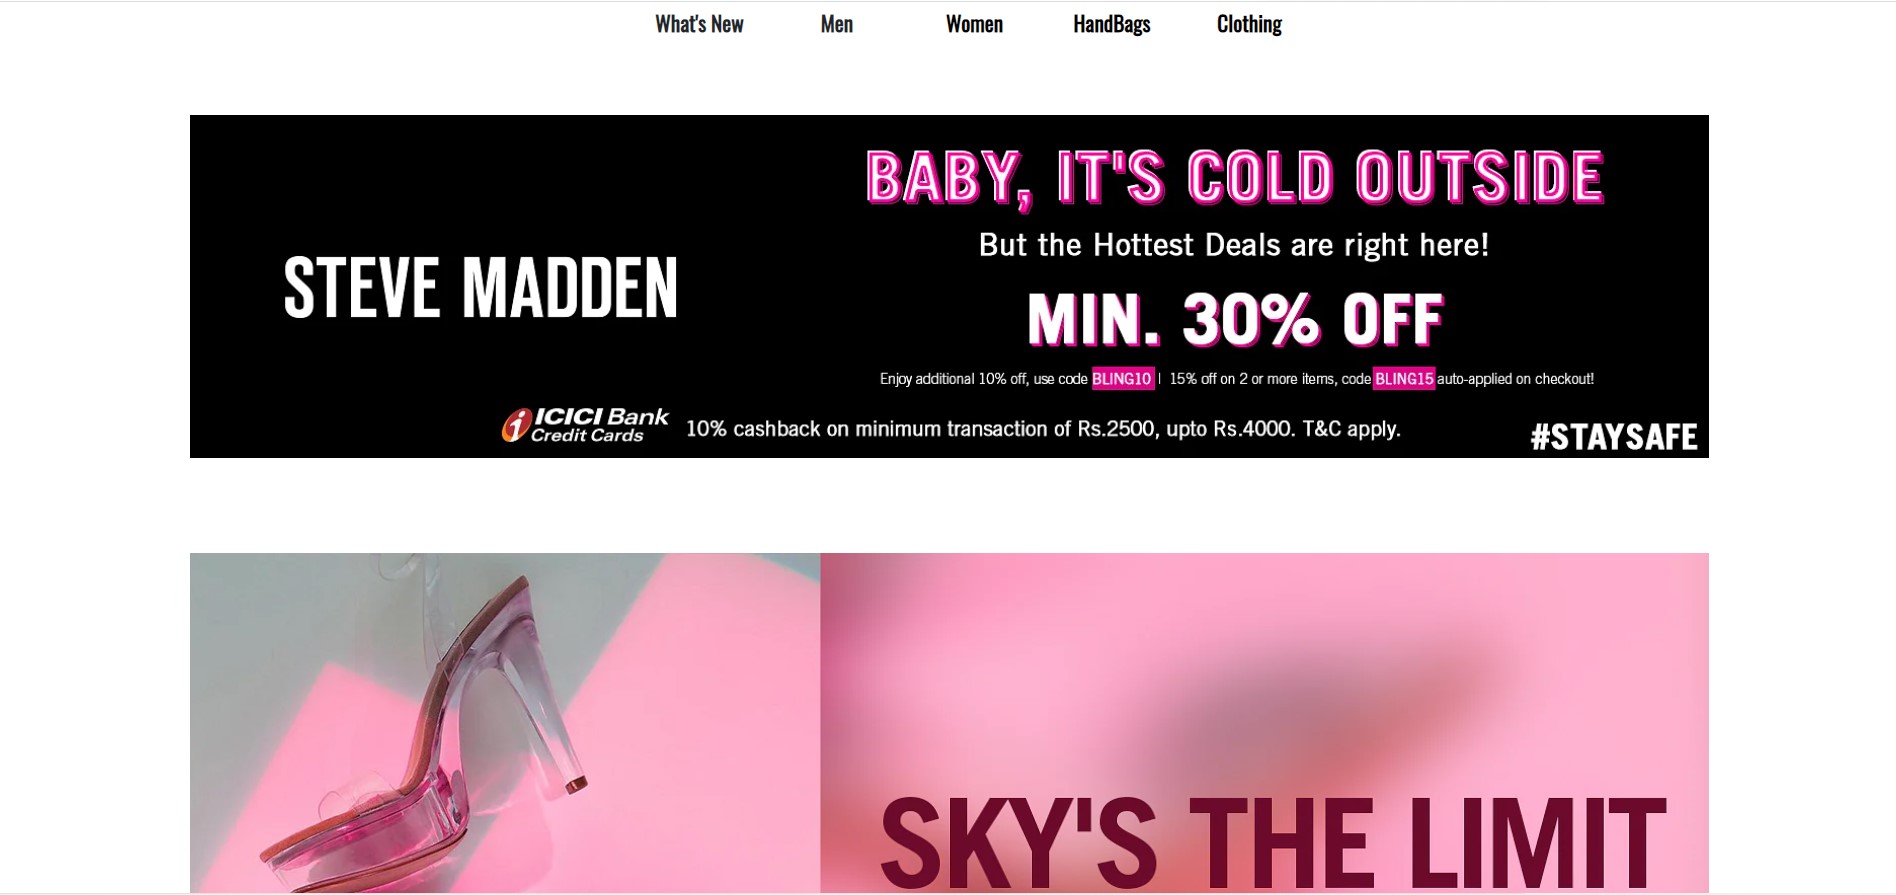 What's New Men Women HandBags Clothing
BABY, IT'S COLD OUTSIDE
But the Hottest Deals are right here!
STEVE MADDEN
MIN. 30% OFF
Enjoy additional 10% off, use code BLING10 | 15% off on 2 or more items, code BLING15 auto-applied on checkout!
ICICI Bank
Credit Cards
10% cashback on minimum transaction of Rs.2500, upto Rs.4000. T&C apply.
#STAYSAFE
SKY'S THE LIMIT